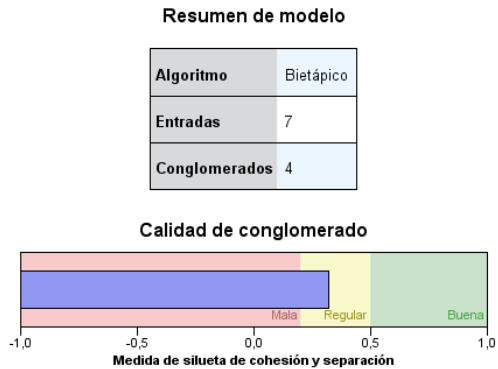 Resumen de modelo
Algoritmo Bietápico
Entradas 7
Conglomerados 4
Calidad de conglomerado
Mala Regular Buena
-1,0 -0,5 0,0 0,5 1,0
Medida de silueta de cohesión y separación